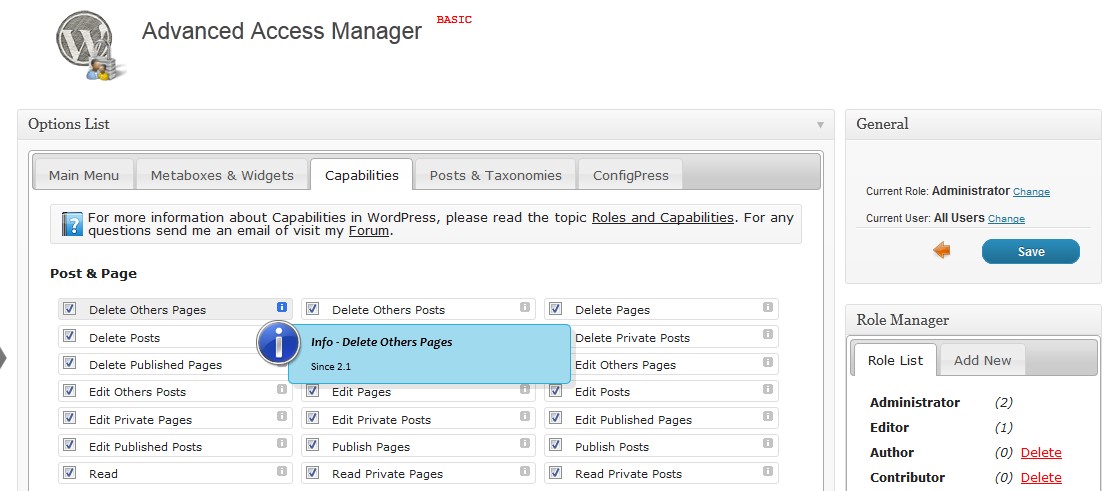 Advanced Access Manager BASIC
Options List
General
Main Menu Metaboxes & Widgets Capabilities Posts & Taxonomies ConfigPress
Current Role: Administrator Change
For more information about Capabilities in WordPress, please read the topic Roles and Capabilities. For any
questions send me an email of visit my Forum.
Current User: All Users Change
Save
Post & Page
Delete Others Pages Delete Others Posts Delete Pages
Role Manager
Delete Posts Delete Private Posts
Info - Delete Others Pages
Since 2.1
Delete Published Pages Edit Others Pages
Role List Add New
Edit Others Posts Edit Pages Edit Posts
Administrator (2)
Edit Private Pages Edit Private Posts Edit Published Pages
Editor (1)
Edit Published Posts Publish Pages Publish Posts
Author (0) Delete
Read Read Private Pages Read Private Posts
Contributor (0) Delete